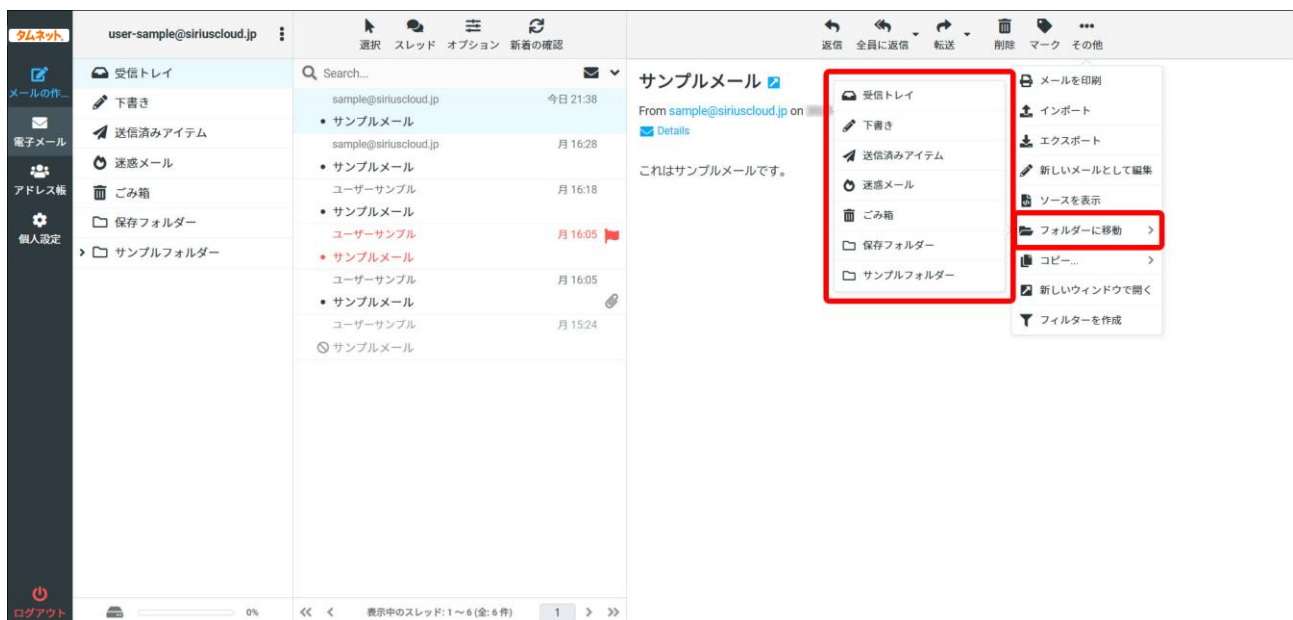 タムネット
メールの作...
電子メール
アドレス帳
個人設定
ログアウト
user-sample@siriuscloud.jp
受信トレイ
下書き
送信済みアイテム
迷惑メール
ごみ箱
保存フォルダー
サンプルフォルダー
0%
選択 スレッド オプション 新着の確認
Search...
sample@siriuscloud.jp 今日 21:38
サンプルメール
sample@siriuscloud.jp 月 16:28
サンプルメール
ユーザーサンプル 月 16:18
サンプルメール
ユーザーサンプル 月 16:05
サンプルメール
ユーザーサンプル 月 16:05
サンプルメール
ユーザーサンプル 月 15:24
サンプルメール
表示中のスレッド: 1 ～ 6 (全: 6 件) 1
返信 全員に返信 転送 削除 マーク その他
サンプルメール
From sample@siriuscloud.jp on
Details
これはサンプルメールです。
受信トレイ
下書き
送信済みアイテム
迷惑メール
ごみ箱
保存フォルダー
サンプルフォルダー
メールを印刷
インポート
エクスポート
新しいメールとして編集
ソースを表示
フォルダーに移動
コピー...
新しいウィンドウで開く
フィルターを作成